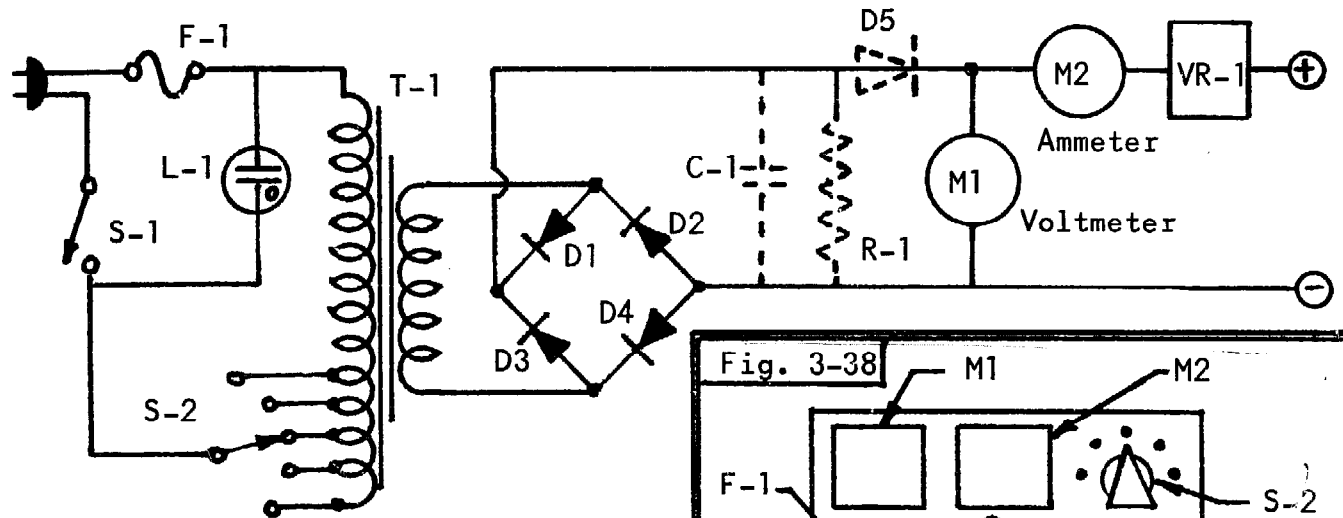 F-1
T-1
D5
M2
VR-1
+
Ammeter
L-1
C-1
M1
Voltmeter
S-1
D1
D2
R-1
D3
D4
-
S-2
Fig. 3-38
M1
M2
F-1
S-2